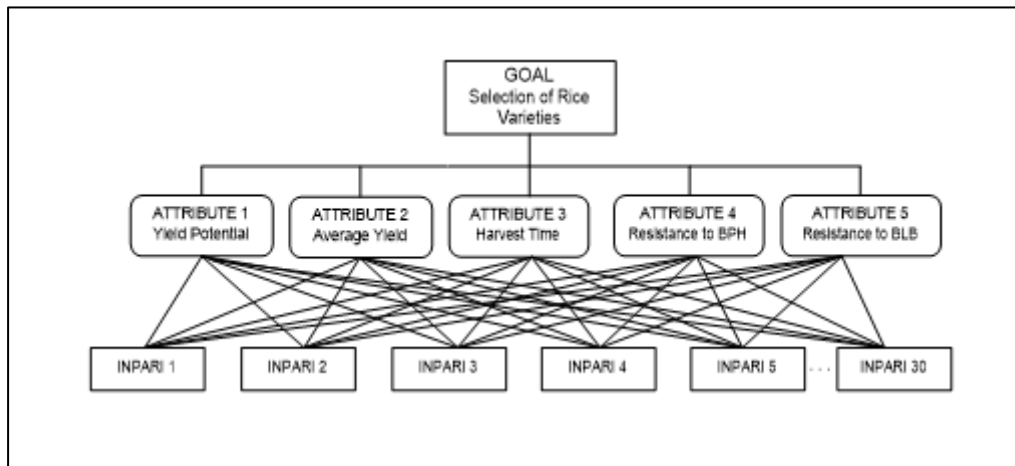 GOAL
Selection of Rice
Varieties
ATTRIBUTE 1
Yield Potential
ATTRIBUTE 2
Average Yield
ATTRIBUTE 3
Harvest Time
ATTRIBUTE 4
Resistance to BPH
ATTRIBUTE 5
Resistance to BLB
INPARI 1
INPARI 2
INPARI 3
INPARI 4
INPARI 5
. . .
INPARI 30